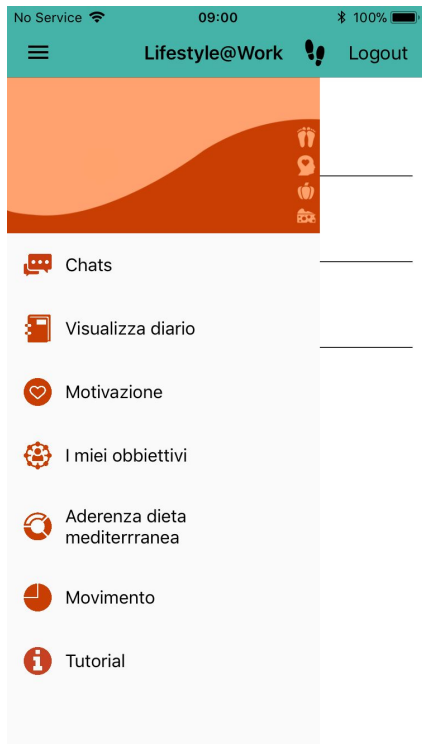 No Service 09:00 100%
Lifestyle@Work Logout
Chats
Visualizza diario
Motivazione
I miei obbiettivi
Aderenza dieta
mediterrranea
Movimento
Tutorial